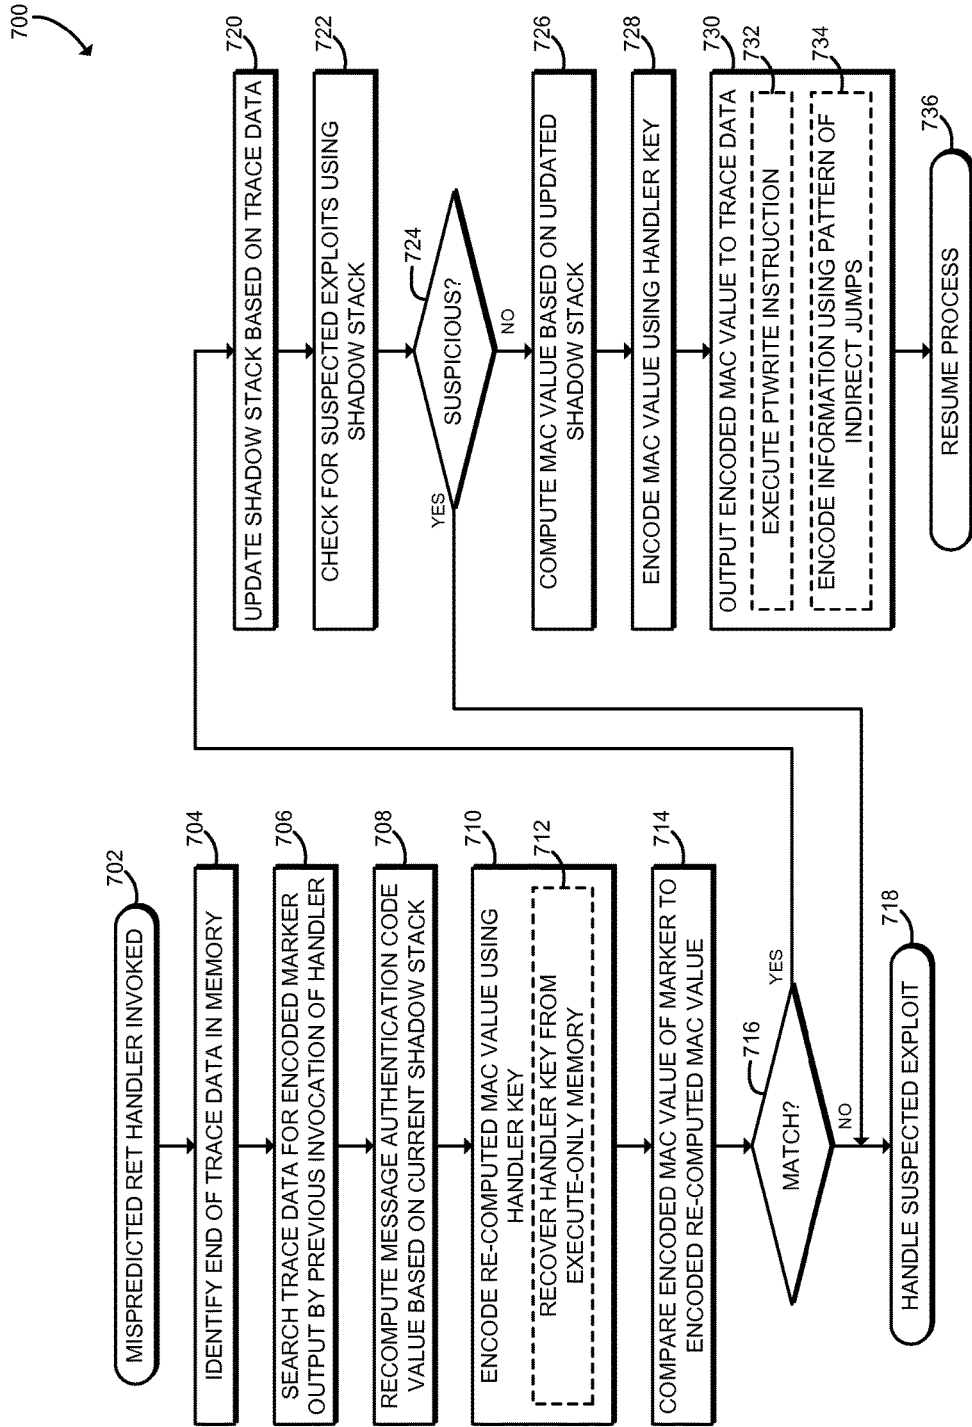 700
MISPREDICTED RET HANDLER INVOKED
702
IDENTIFY END OF TRACE DATA IN MEMORY
704
SEARCH TRACE DATA FOR ENCODED MARKER
OUTPUT BY PREVIOUS INVOCATION OF HANDLER
706
RECOMPUTE MESSAGE AUTHENTICATION CODE
VALUE BASED ON CURRENT SHADOW STACK
708
ENCODE RE-COMPUTED MAC VALUE USING
HANDLER KEY
710
RECOVER HANDLER KEY FROM
EXECUTE-ONLY MEMORY
712
COMPARE ENCODED MAC VALUE OF MARKER TO
ENCODED RE-COMPUTED MAC VALUE
714
MATCH?
716
YES
NO
HANDLE SUSPECTED EXPLOIT
718
UPDATE SHADOW STACK BASED ON TRACE DATA
720
CHECK FOR SUSPECTED EXPLOITS USING
SHADOW STACK
722
SUSPICIOUS?
724
YES
NO
COMPUTE MAC VALUE BASED ON UPDATED
SHADOW STACK
726
ENCODE MAC VALUE USING HANDLER KEY
728
OUTPUT ENCODED MAC VALUE TO TRACE DATA
730
EXECUTE PTWRITE INSTRUCTION
732
ENCODE INFORMATION USING PATTERN OF
INDIRECT JUMPS
734
RESUME PROCESS
736